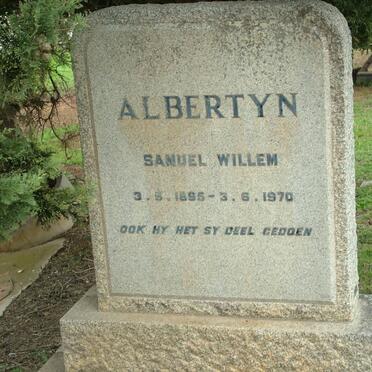 ALBERTYN
SAMUEL WILLEM
3.5.1895-3.6.1970
OOK HY HET SY DEEL GEDOEN